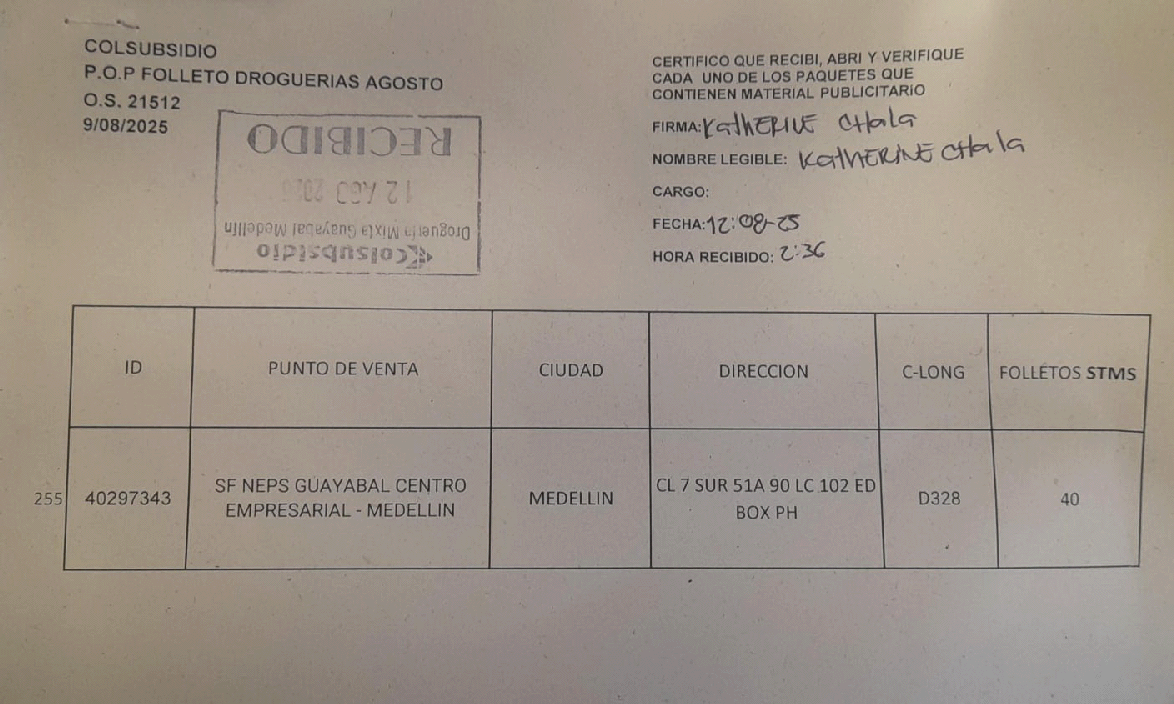 COLSUBSIDIO
P.O.P FOLLETO DROGUERIAS AGOSTO
O.S. 21512
9/08/2025
RECIBIDO
12 AGO 2025
Droguería Mixta Guayabal Medellín
Colsubsidio
CERTIFICO QUE RECIBI, ABRI Y VERIFIQUE
CADA UNO DE LOS PAQUETES QUE
CONTIENEN MATERIAL PUBLICITARIO
FIRMA: KathERINE CHala
NOMBRE LEGIBLE: KathERINE CHala
CARGO:
FECHA: 12:08-25
HORA RECIBIDO: 2:36
ID PUNTO DE VENTA CIUDAD DIRECCION C-LONG FOLLETOS STMS
255 40297343 SF NEPS GUAYABAL CENTRO EMPRESARIAL - MEDELLIN MEDELLIN CL 7 SUR 51A 90 LC 102 ED BOX PH D328 40